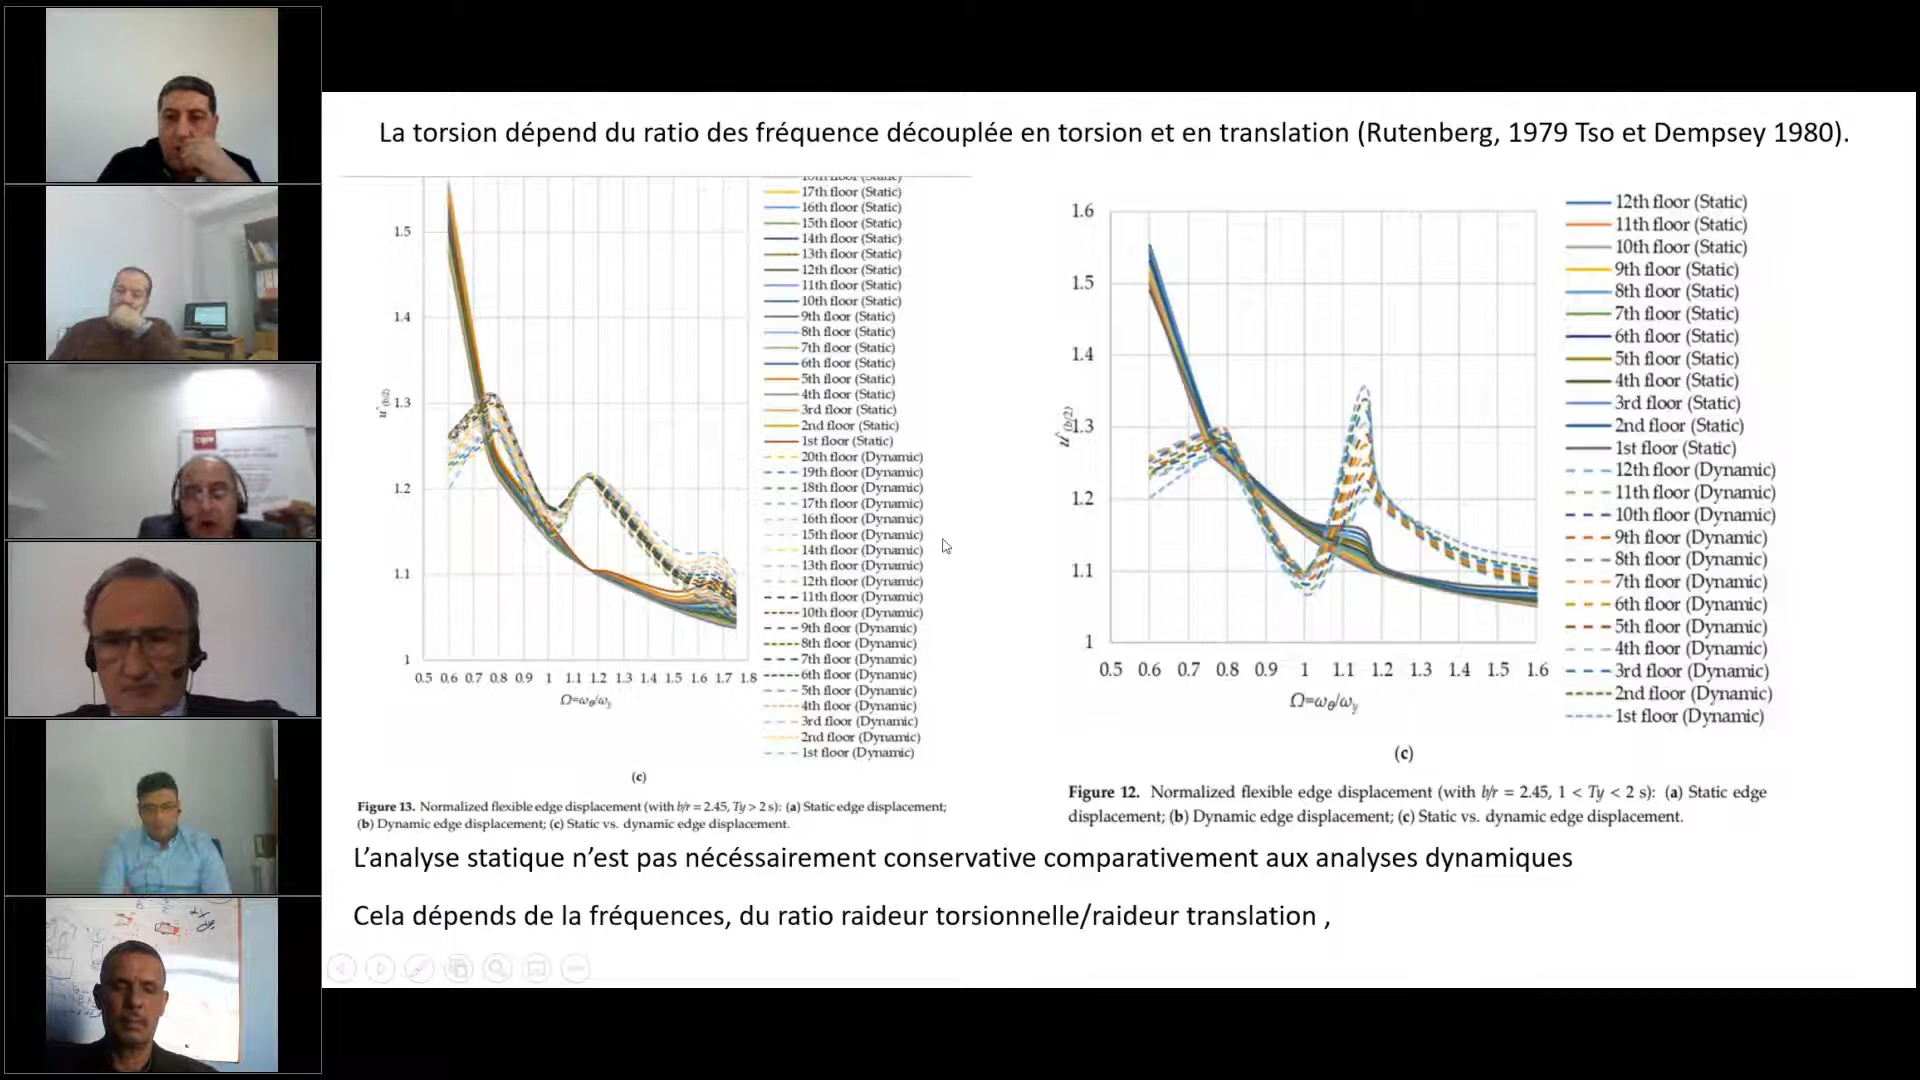 La torsion dépend du ratio des fréquence découplée en torsion et en translation (Rutenberg, 1979 Tso et Dempsey 1980).
17th floor (Static)
16th floor (Static)
15th floor (Static)
14th floor (Static)
13th floor (Static)
12th floor (Static)
11th floor (Static)
10th floor (Static)
9th floor (Static)
8th floor (Static)
7th floor (Static)
6th floor (Static)
5th floor (Static)
4th floor (Static)
3rd floor (Static)
2nd floor (Static)
1st floor (Static)
20th floor (Dynamic)
19th floor (Dynamic)
18th floor (Dynamic)
17th floor (Dynamic)
16th floor (Dynamic)
15th floor (Dynamic)
14th floor (Dynamic)
13th floor (Dynamic)
12th floor (Dynamic)
11th floor (Dynamic)
10th floor (Dynamic)
9th floor (Dynamic)
8th floor (Dynamic)
7th floor (Dynamic)
6th floor (Dynamic)
5th floor (Dynamic)
4th floor (Dynamic)
3rd floor (Dynamic)
2nd floor (Dynamic)
1st floor (Dynamic)
1.5
1.4
1.3
1.2
1.1
1
0.5 0.6 0.7 0.8 0.9 1 1.1 1.2 1.3 1.4 1.5 1.6 1.7 1.8
Ω=ωθ/ωy
(c)
Figure 13. Normalized flexible edge displacement (with b/r = 2.45, Ty > 2 s): (a) Static edge displacement;
(b) Dynamic edge displacement; (c) Static vs. dynamic edge displacement.
1.6
1.5
1.4
1.3
1.2
1.1
1
0.5 0.6 0.7 0.8 0.9 1 1.1 1.2 1.3 1.4 1.5 1.6
Ω=ωθ/ωy
12th floor (Static)
11th floor (Static)
10th floor (Static)
9th floor (Static)
8th floor (Static)
7th floor (Static)
6th floor (Static)
5th floor (Static)
4th floor (Static)
3rd floor (Static)
2nd floor (Static)
1st floor (Static)
12th floor (Dynamic)
11th floor (Dynamic)
10th floor (Dynamic)
9th floor (Dynamic)
8th floor (Dynamic)
7th floor (Dynamic)
6th floor (Dynamic)
5th floor (Dynamic)
4th floor (Dynamic)
3rd floor (Dynamic)
2nd floor (Dynamic)
1st floor (Dynamic)
(c)
Figure 12. Normalized flexible edge displacement (with b/r = 2.45, 1 < Ty < 2 s): (a) Static edge
displacement; (b) Dynamic edge displacement; (c) Static vs. dynamic edge displacement.
L’analyse statique n’est pas nécéssairement conservative comparativement aux analyses dynamiques
Cela dépends de la fréquences, du ratio raideur torsionnelle/raideur translation ,